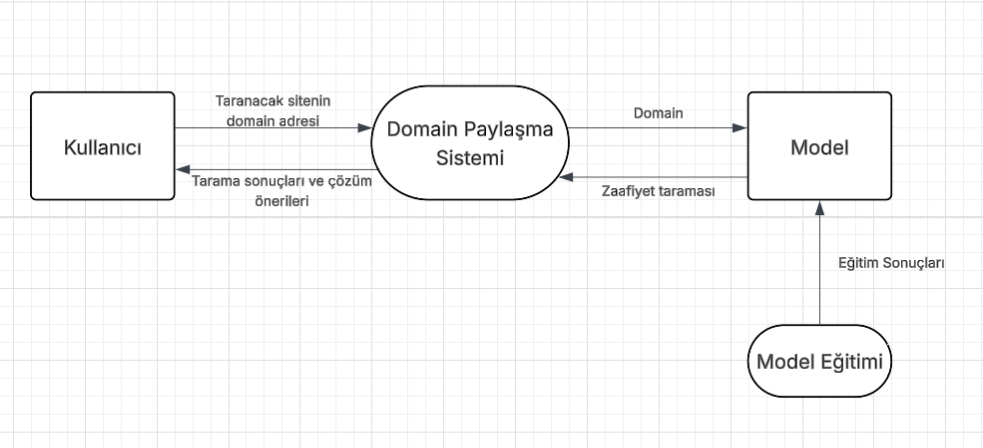 Taranacak sitenin
domain adresi
Kullanıcı
Domain Paylaşma
Sistemi
Domain
Model
Tarama sonuçları ve çözüm
önerileri
Zaafiyet taraması
Eğitim Sonuçları
Model Eğitimi